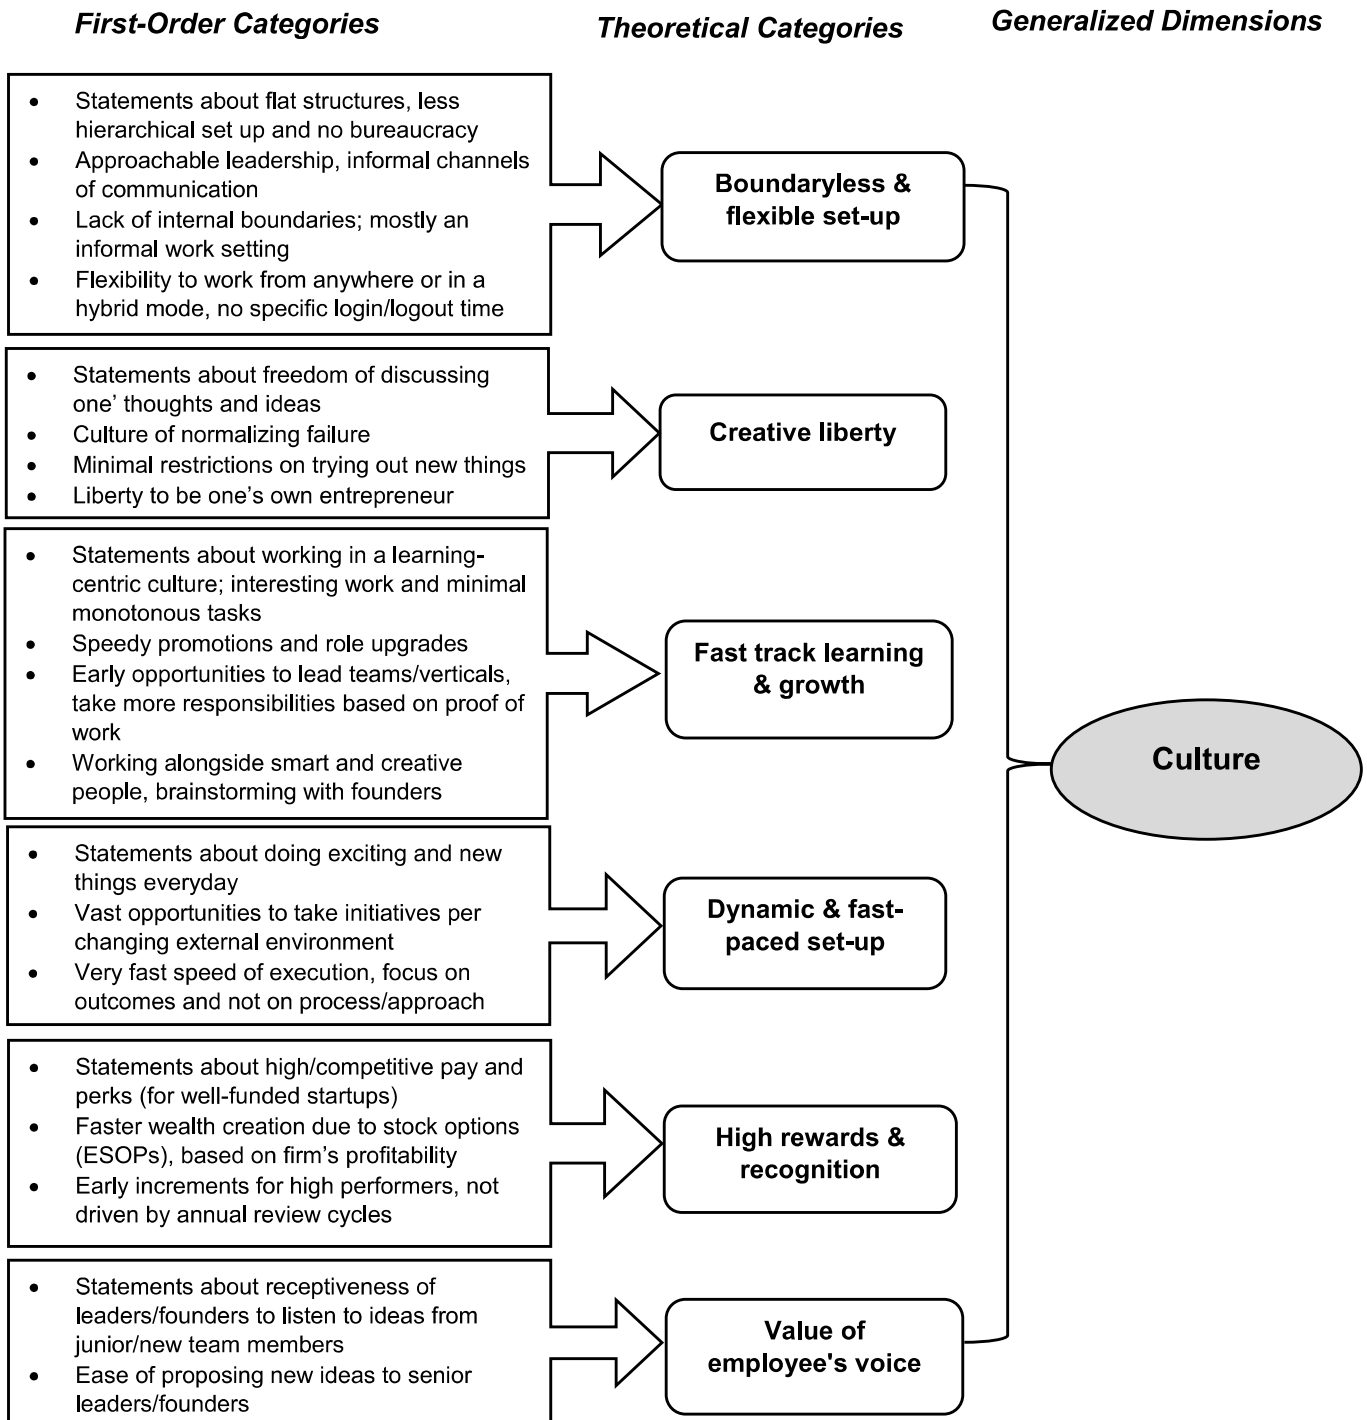 First-Order Categories
Theoretical Categories
Generalized Dimensions
• Statements about flat structures, less
hierarchical set up and no bureaucracy
• Approachable leadership, informal channels
of communication
• Lack of internal boundaries; mostly an
informal work setting
• Flexibility to work from anywhere or in a
hybrid mode, no specific login/logout time
Boundaryless &
flexible set-up
• Statements about freedom of discussing
one’ thoughts and ideas
• Culture of normalizing failure
• Minimal restrictions on trying out new things
• Liberty to be one’s own entrepreneur
Creative liberty
• Statements about working in a learning-
centric culture; interesting work and minimal
monotonous tasks
• Speedy promotions and role upgrades
• Early opportunities to lead teams/verticals,
take more responsibilities based on proof of
work
• Working alongside smart and creative
people, brainstorming with founders
Fast track learning
& growth
• Statements about doing exciting and new
things everyday
• Vast opportunities to take initiatives per
changing external environment
• Very fast speed of execution, focus on
outcomes and not on process/approach
Dynamic & fast-
paced set-up
• Statements about high/competitive pay and
perks (for well-funded startups)
• Faster wealth creation due to stock options
(ESOPs), based on firm’s profitability
• Early increments for high performers, not
driven by annual review cycles
High rewards &
recognition
• Statements about receptiveness of
leaders/founders to listen to ideas from
junior/new team members
• Ease of proposing new ideas to senior
leaders/founders
Value of
employee's voice
Culture